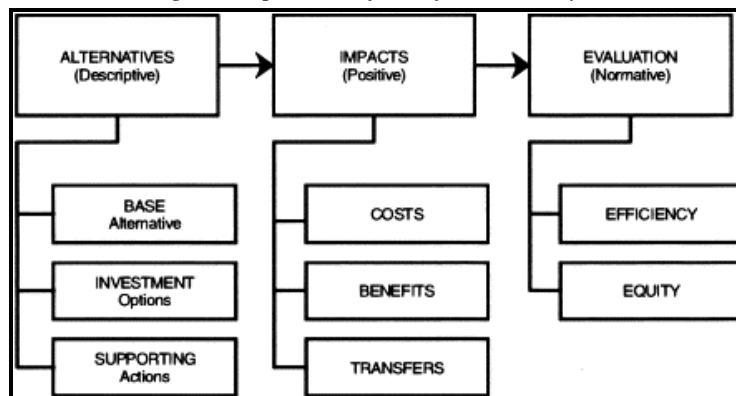 ALTERNATIVES
(Descriptive)
IMPACTS
(Positive)
EVALUATION
(Normative)
BASE
Alternative
INVESTMENT
Options
SUPPORTING
Actions
COSTS
BENEFITS
TRANSFERS
EFFICIENCY
EQUITY